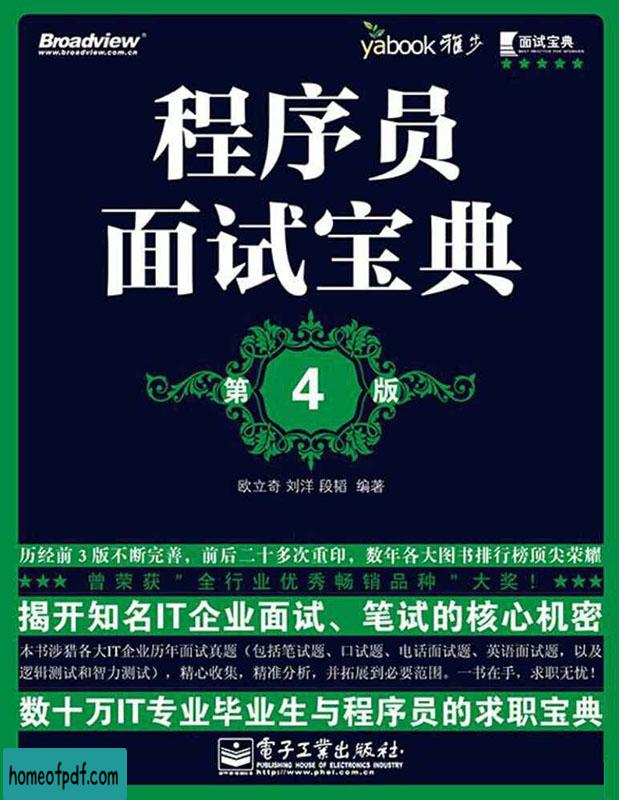 Broadview®
www.broadview.com.cn
yabook 雅步
面试宝典
BEST PRACTICE FOR INTERVIEW
程序员
面试宝典
第 4 版
欧立奇 刘洋 段韬 编著
历经前3版不断完善，前后二十多次重印，数年各大图书排行榜顶尖荣耀
★★★ 曾荣获"全行业优秀畅销品种"大奖！ ★★★
揭开知名IT企业面试、笔试的核心机密
本书涉猎各大IT企业历年面试真题（包括笔试题、口试题、电话面试题、英语面试题，以及
逻辑测试和智力测试），精心收集，精准分析，并拓展到必要范围。一书在手，求职无忧！
数十万IT专业毕业生与程序员的求职宝典
電子工業出版社
PUBLISHING HOUSE OF ELECTRONICS INDUSTRY
http://www.phei.com.cn
homeofpdf.com